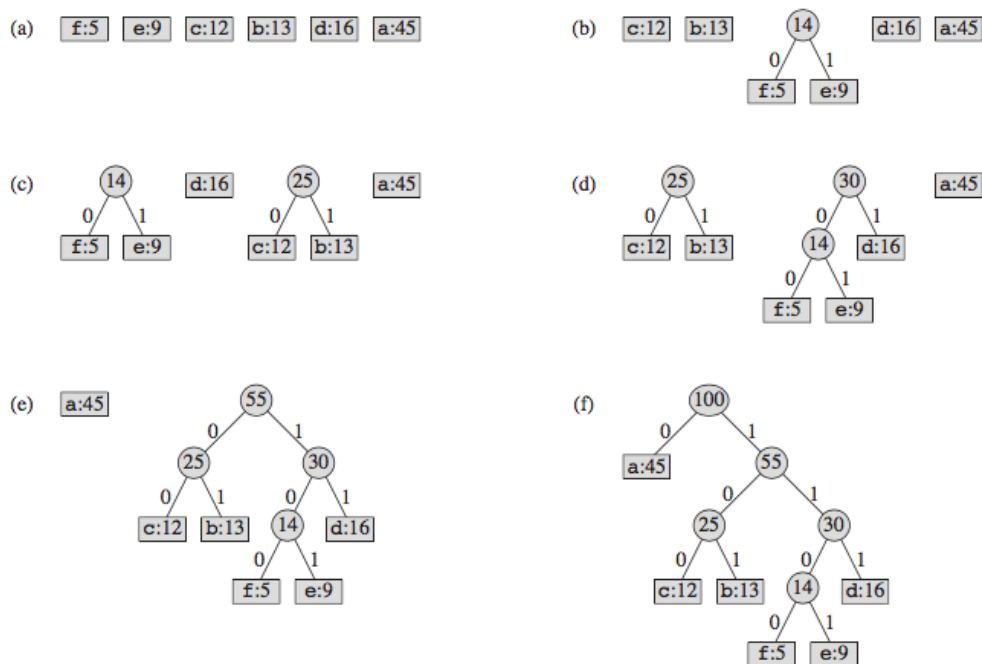 (a) f:5 e:9 c:12 b:13 d:16 a:45
(b) c:12 b:13 14 d:16 a:45
0 1
f:5 e:9
(c) 14 d:16 25 a:45
0 1 0 1
f:5 e:9 c:12 b:13
(d) 25 30 a:45
0 1 0 1
c:12 b:13 14 d:16
0 1
f:5 e:9
(e) a:45 55
0 1
25 30
0 1 0 1
c:12 b:13 14 d:16
0 1
f:5 e:9
(f) 100
0 1
a:45 55
0 1
25 30
0 1 0 1
c:12 b:13 14 d:16
0 1
f:5 e:9